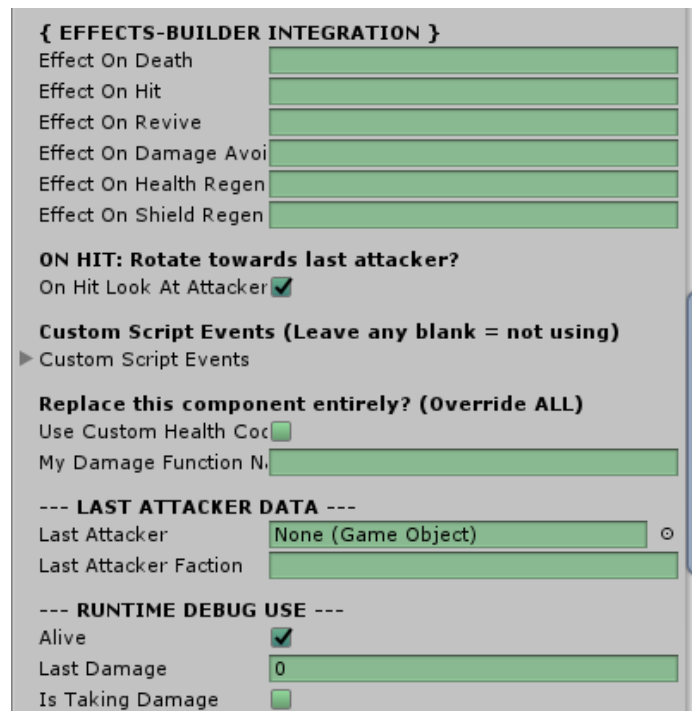 { EFFECTS-BUILDER INTEGRATION }
Effect On Death
Effect On Hit
Effect On Revive
Effect On Damage Avoi
Effect On Health Regen
Effect On Shield Regen
ON HIT: Rotate towards last attacker?
On Hit Look At Attacker
Custom Script Events (Leave any blank = not using)
Custom Script Events
Replace this component entirely? (Override ALL)
Use Custom Health Coc
My Damage Function N
--- LAST ATTACKER DATA ---
Last Attacker None (Game Object)
Last Attacker Faction
--- RUNTIME DEBUG USE ---
Alive
Last Damage 0
Is Taking Damage